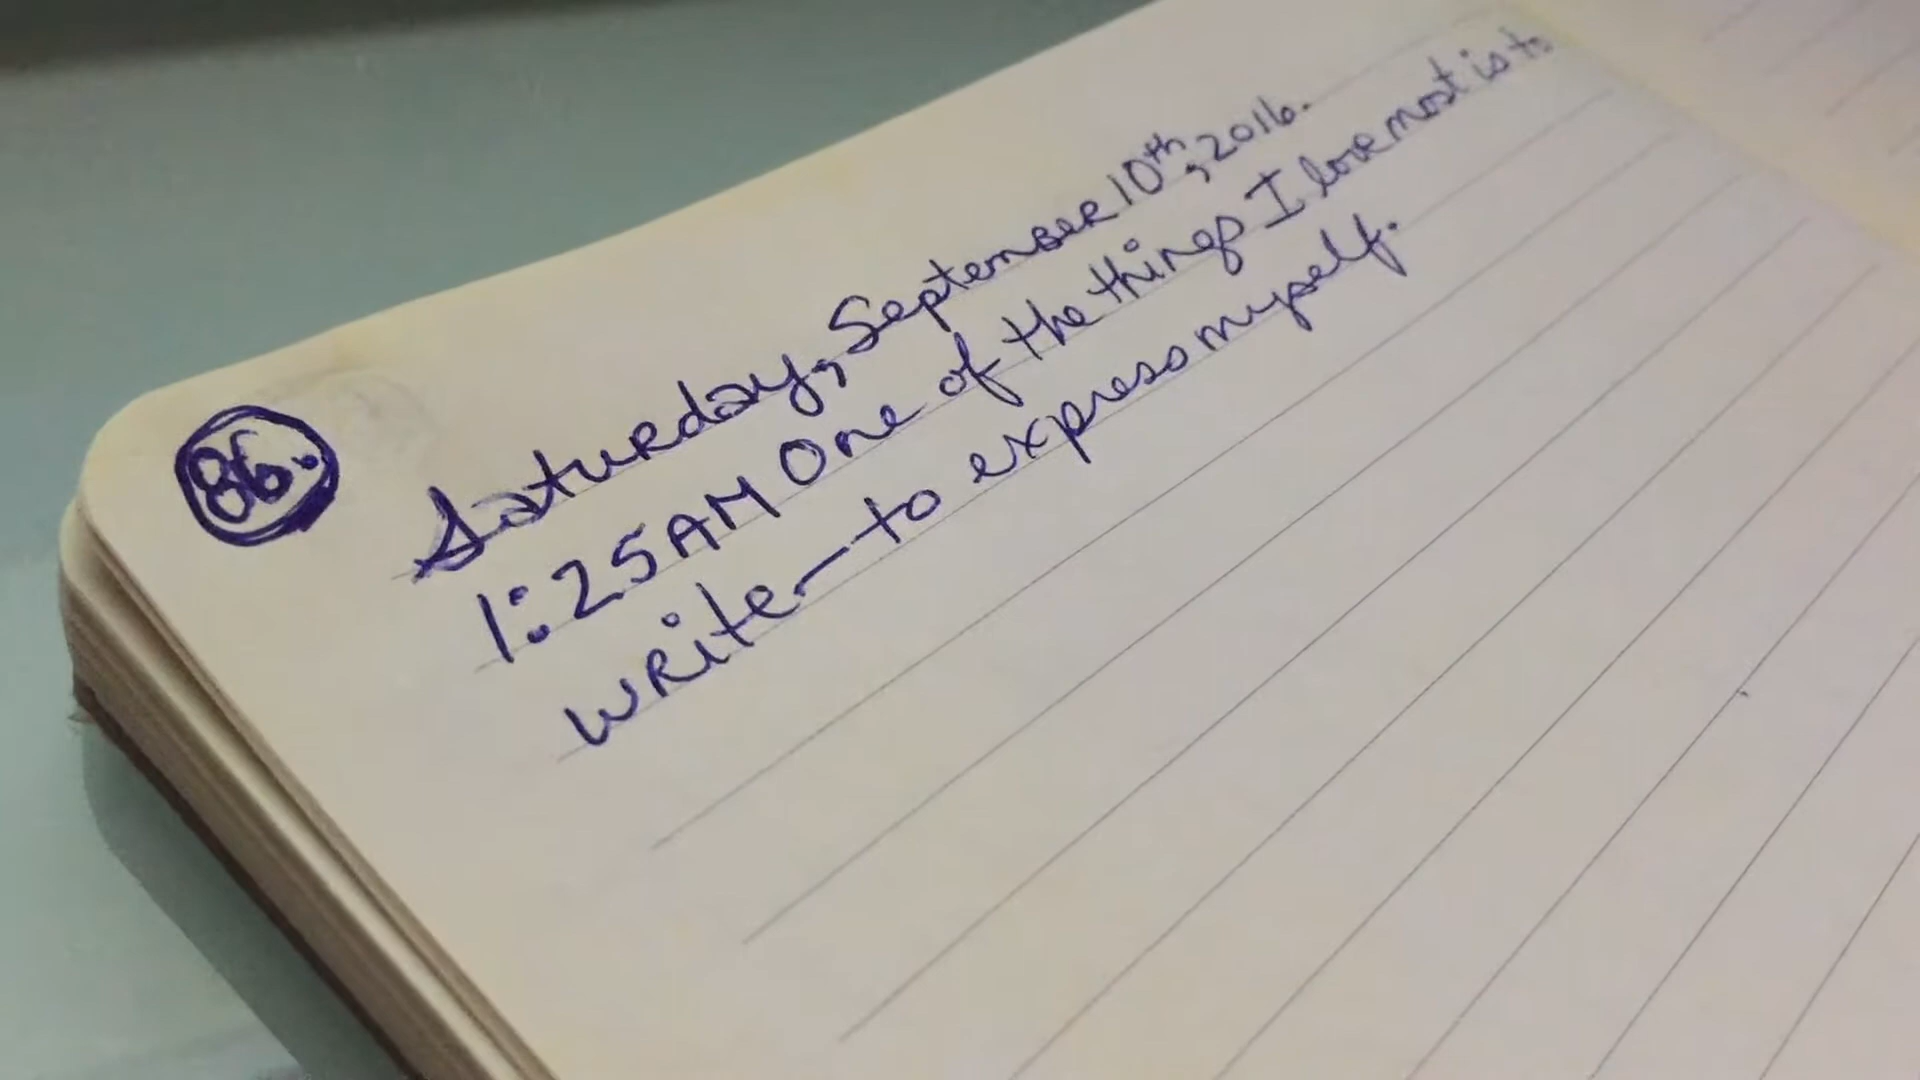 86.
Saturday, September 10th, 2016.
1:25AM One of the things I love most is to
write—to express myself.